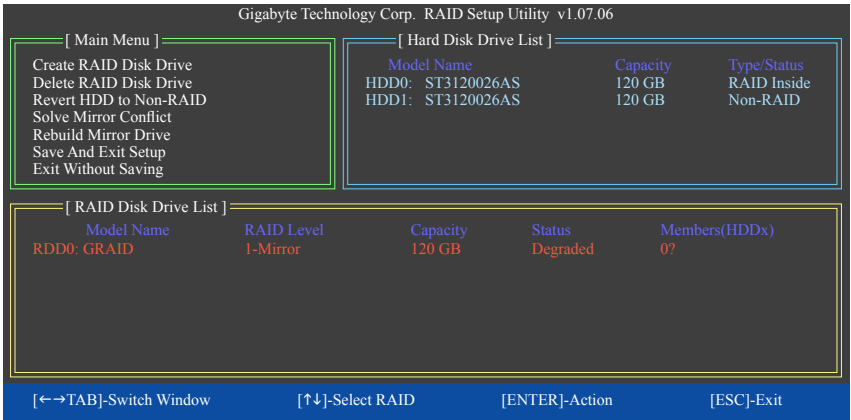 Gigabyte Technology Corp. RAID Setup Utility v1.07.06
[ Main Menu ]
Create RAID Disk Drive
Delete RAID Disk Drive
Revert HDD to Non-RAID
Solve Mirror Conflict
Rebuild Mirror Drive
Save And Exit Setup
Exit Without Saving
[ Hard Disk Drive List ]
Model Name Capacity Type/Status
HDD0: ST3120026AS 120 GB RAID Inside
HDD1: ST3120026AS 120 GB Non-RAID
[ RAID Disk Drive List ]
Model Name RAID Level Capacity Status Members(HDDx)
RDD0: GRAID 1-Mirror 120 GB Degraded 0?
[←→TAB]-Switch Window [↑↓]-Select RAID [ENTER]-Action [ESC]-Exit